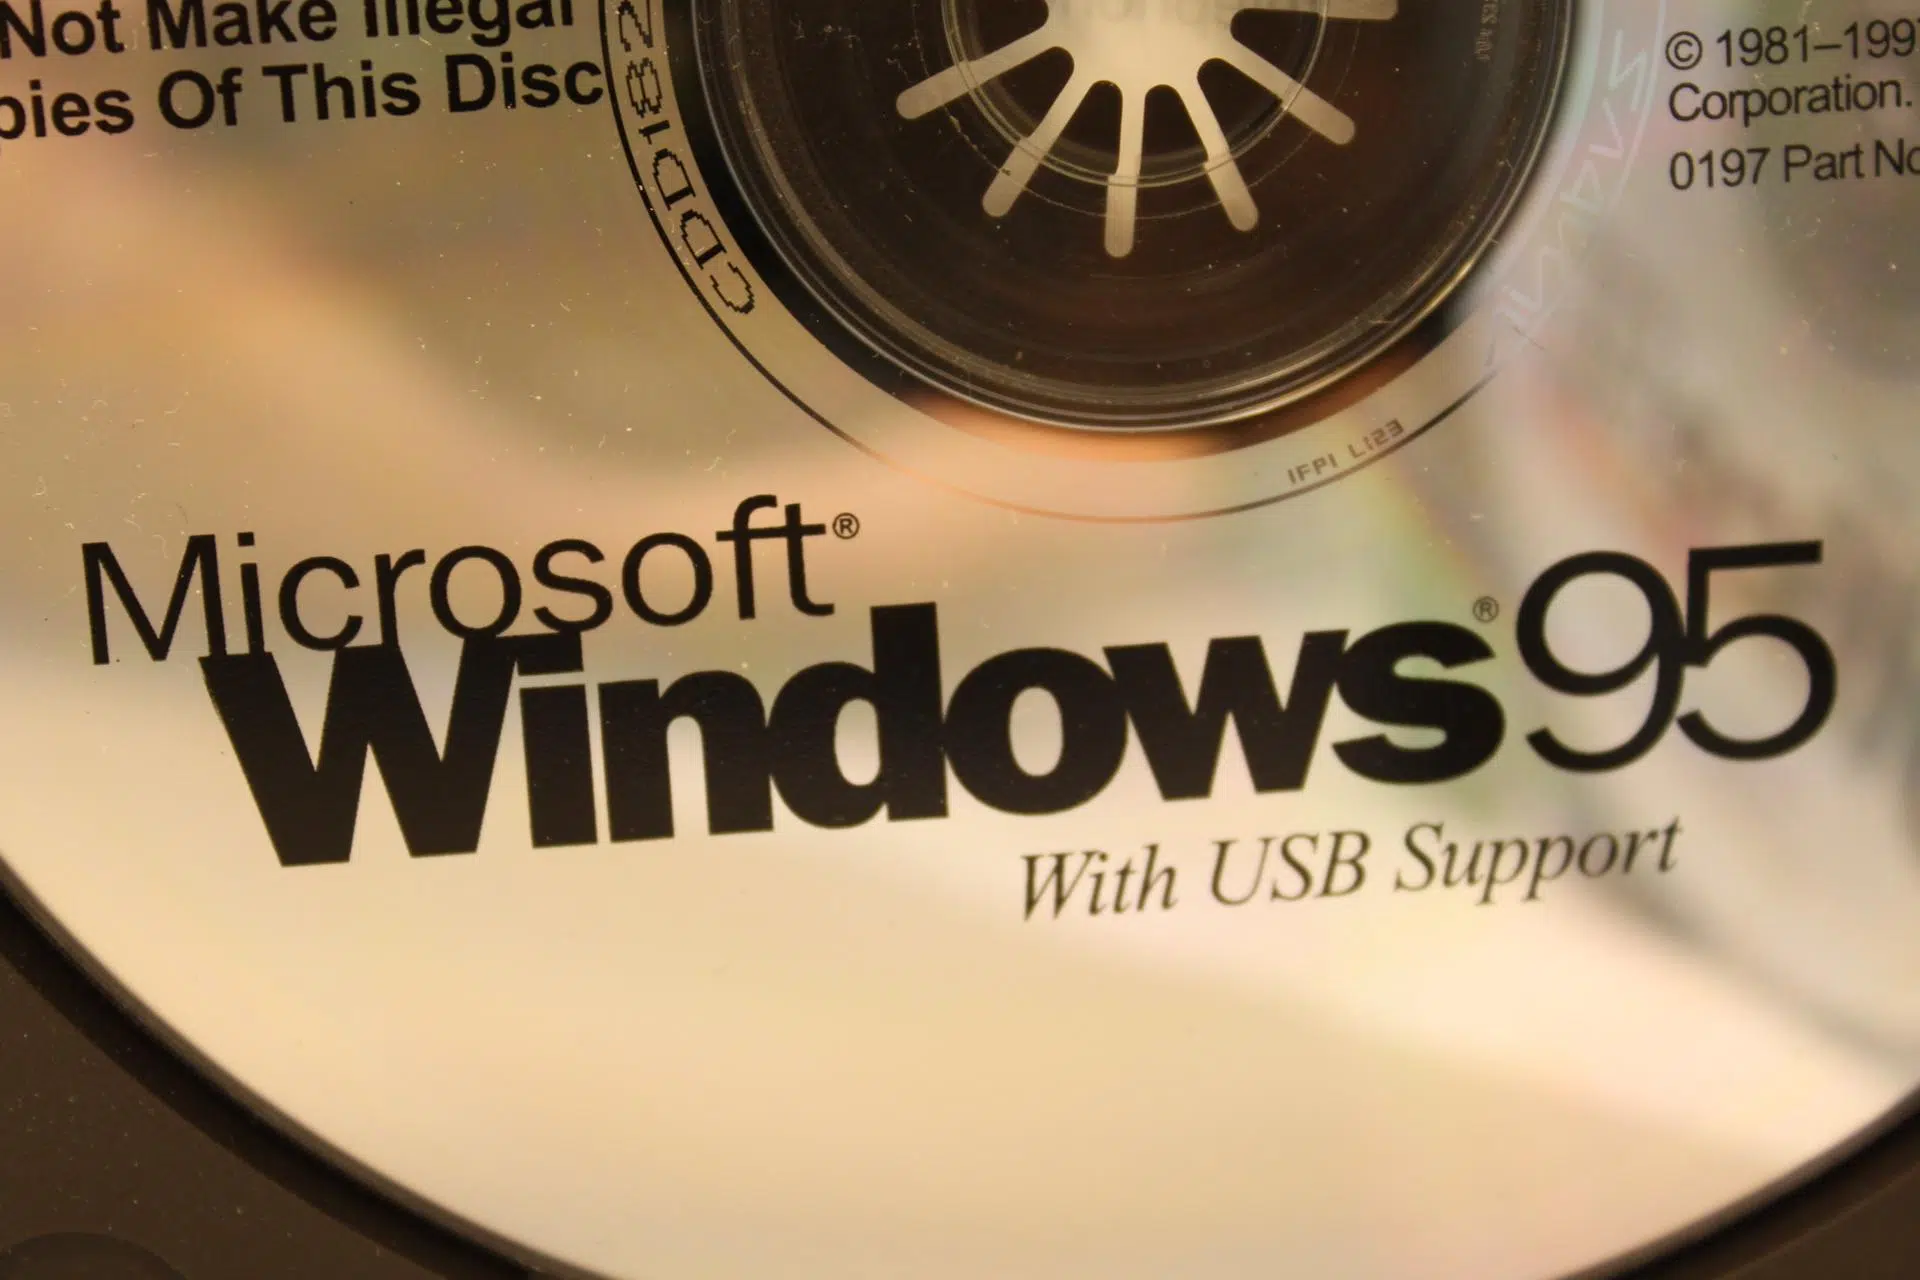 Not Make Illegal
pies Of This Disc
CDD182
© 1981–1997
Corporation.
0197 Part No
IFPI L123
Microsoft®
Windows®95
With USB Support